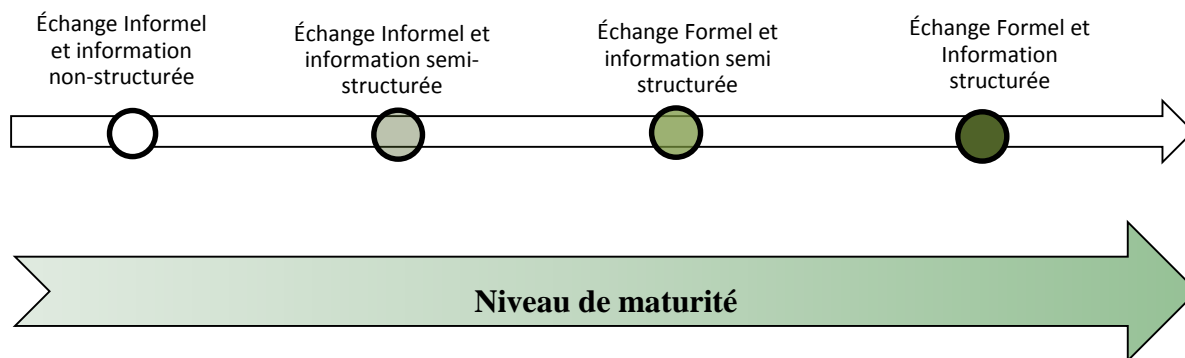 Échange Informel
et information
non-structurée
Échange Informel et
information semi-
structurée
Échange Formel et
information semi
structurée
Échange Formel et
Information
structurée
Niveau de maturité